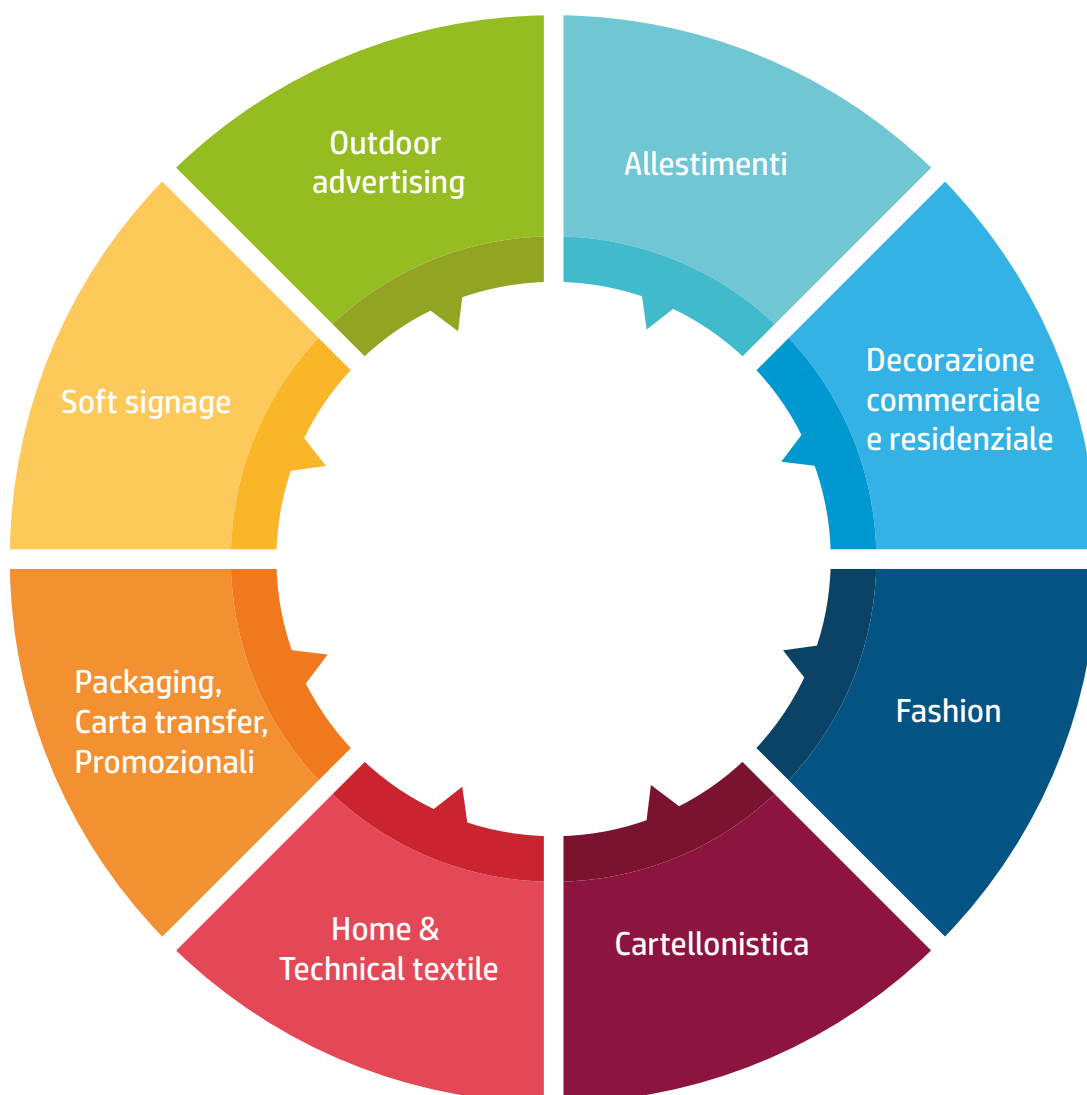 Outdoor
advertising
Allestimenti
Decorazione
commerciale
e residenziale
Soft signage
Packaging,
Carta transfer,
Promozionali
Fashion
Home &
Technical textile
Cartellonistica